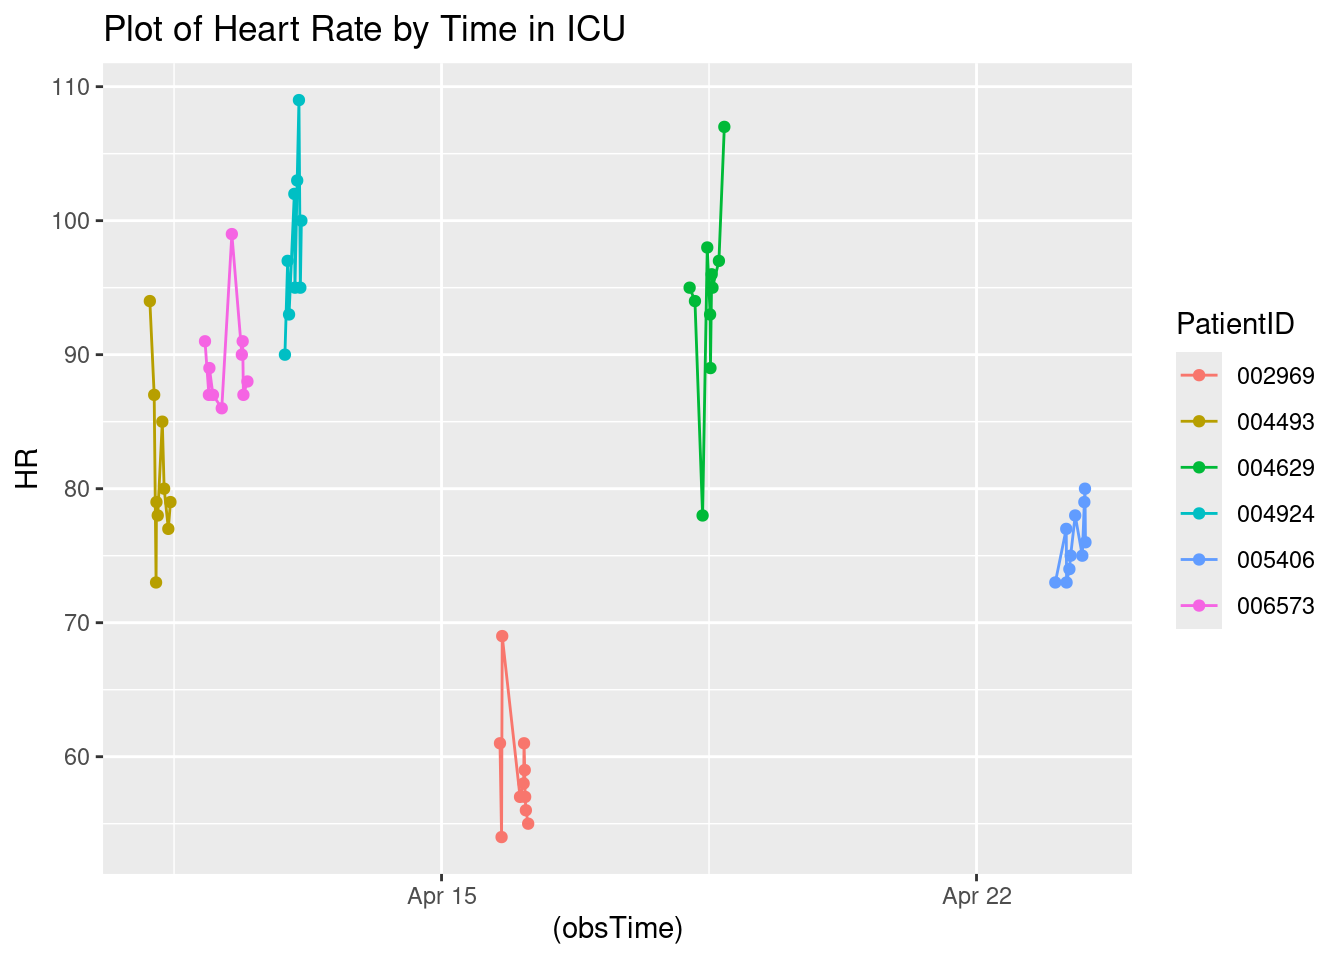 Plot of Heart Rate by Time in ICU
110
100
90
80
70
60
HR
Apr 15
Apr 22
(obsTime)
PatientID
002969
004493
004629
004924
005406
006573